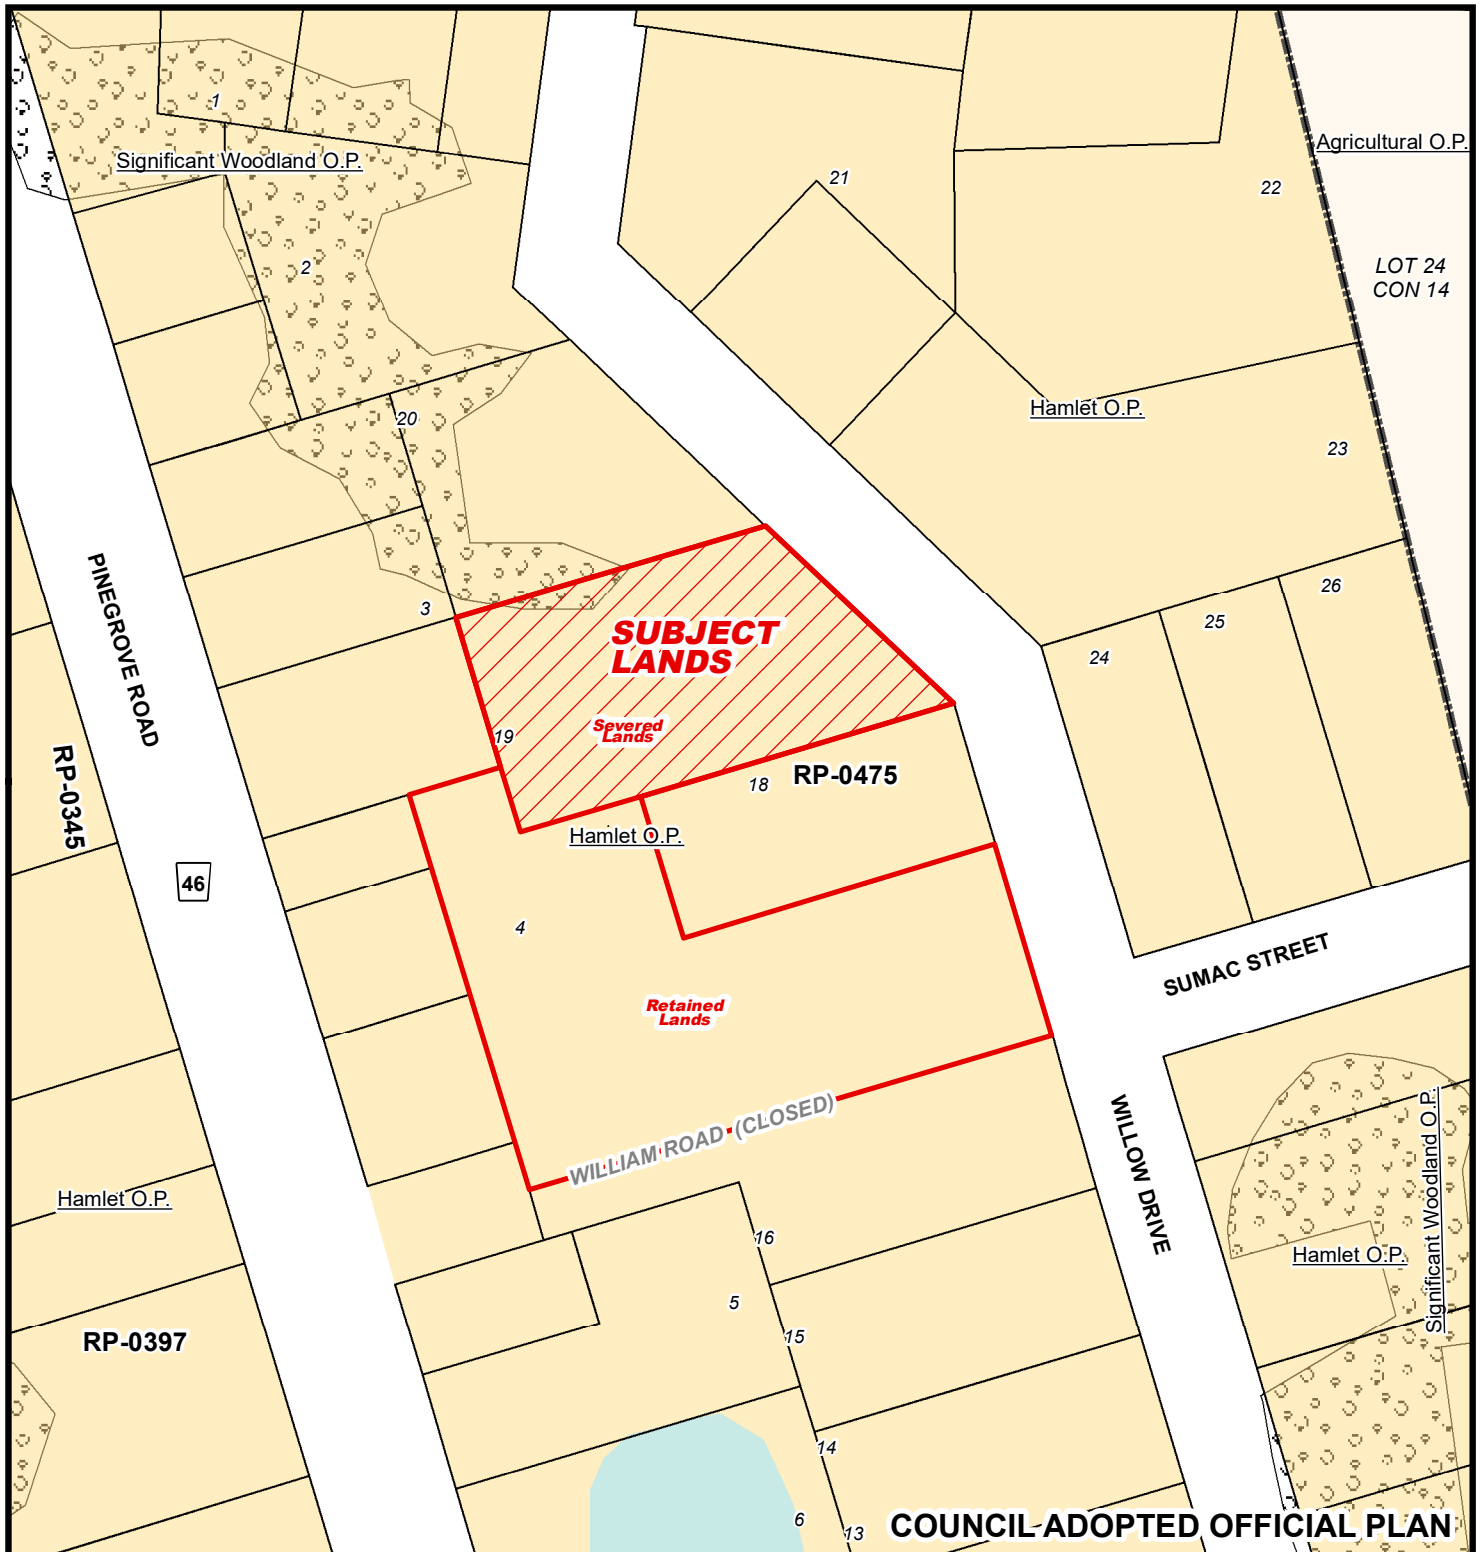 1
Significant Woodland O.P.
Agricultural O.P.
21
22
2
LOT 24
CON 14
20
Hamlet O.P.
23
PINEGROVE ROAD
3
SUBJECT
LANDS
26
25
24
19
Severed
Lands
RP-0345
18
RP-0475
Hamlet O.P.
46
4
SUMAC STREET
Retained
Lands
WILLIAM ROAD (CLOSED)
WILLOW DRIVE
Significant Woodland O.P.
Hamlet O.P.
16
Hamlet O.P.
5
15
RP-0397
14
6
13
COUNCIL ADOPTED OFFICIAL PLAN